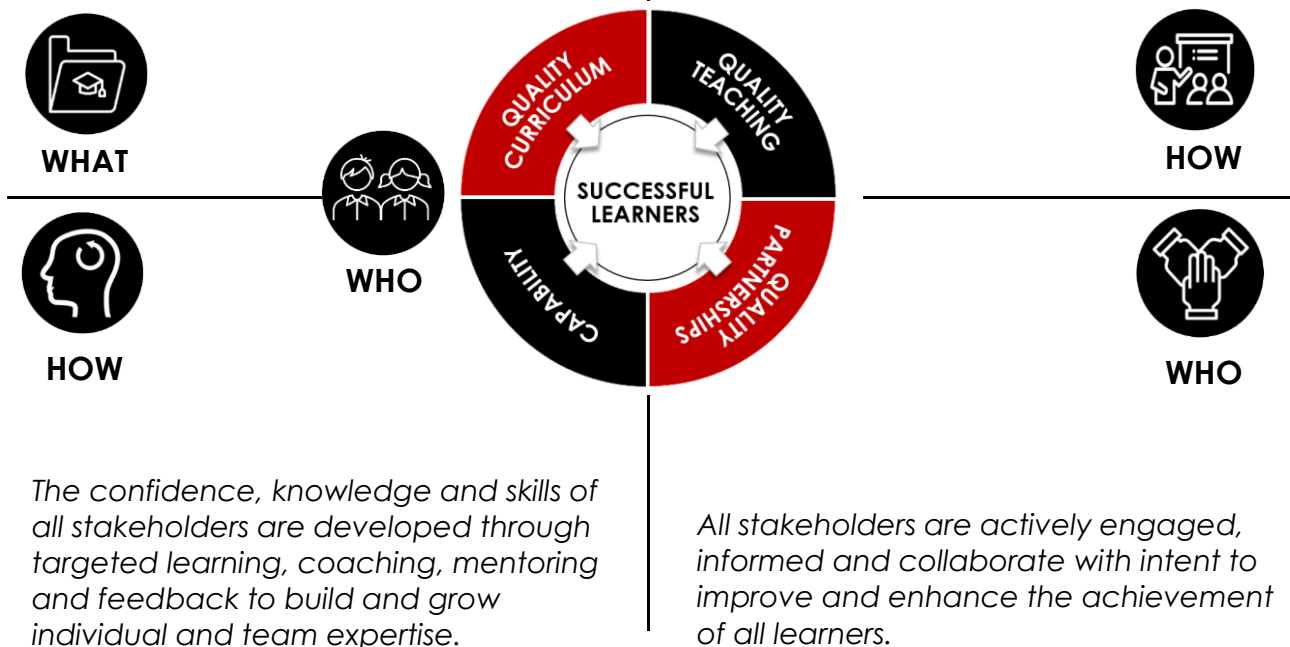 WHAT
HOW
WHO
QUALITY
CURRICULUM
QUALITY
TEACHING
SUCCESSFUL
LEARNERS
CAPABILITY
QUALITY
PARTNERSHIPS
HOW
WHO
The confidence, knowledge and skills of
all stakeholders are developed through
targeted learning, coaching, mentoring
and feedback to build and grow
individual and team expertise.
All stakeholders are actively engaged,
informed and collaborate with intent to
improve and enhance the achievement
of all learners.